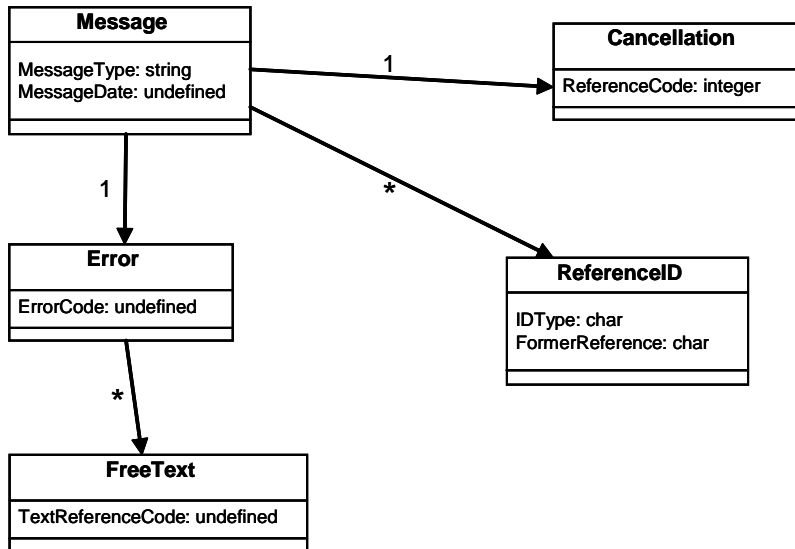 Message
MessageType: string
MessageDate: undefined
1
Cancellation
ReferenceCode: integer
1
*
Error
ErrorCode: undefined
ReferenceID
IDType: char
FormerReference: char
*
FreeText
TextReferenceCode: undefined